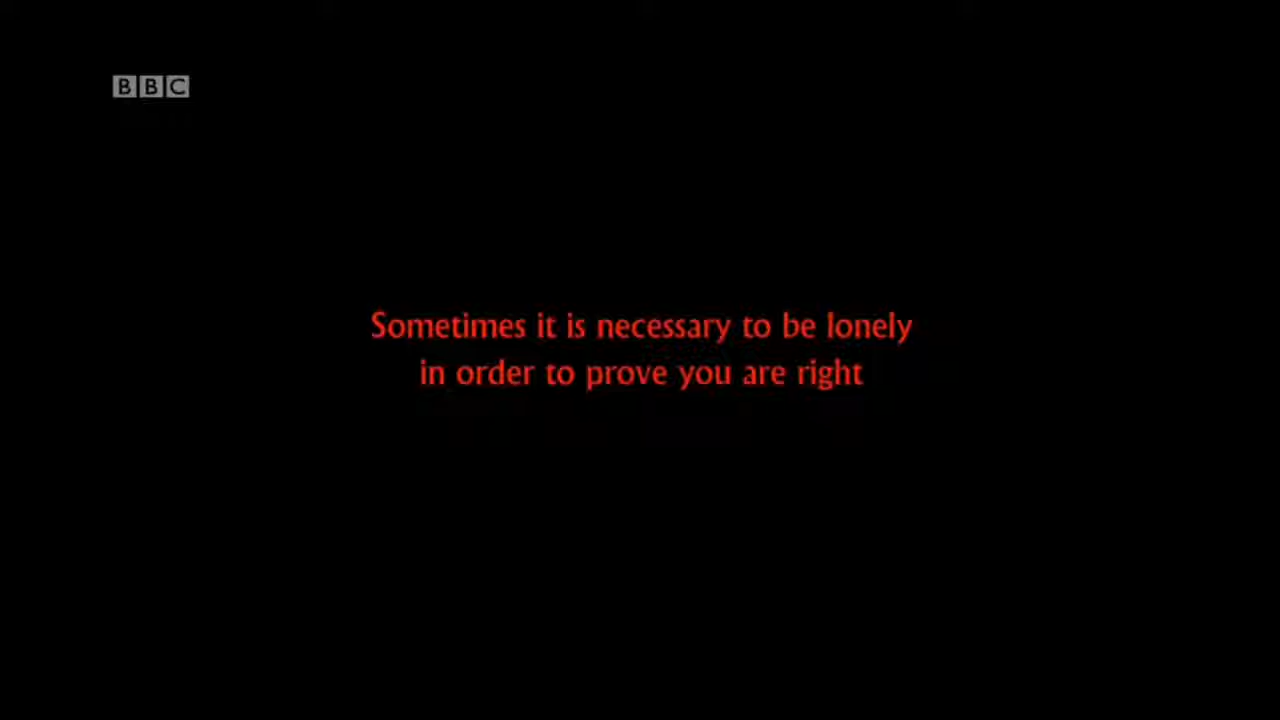 BBC
Sometimes it is necessary to be lonely
in order to prove you are right